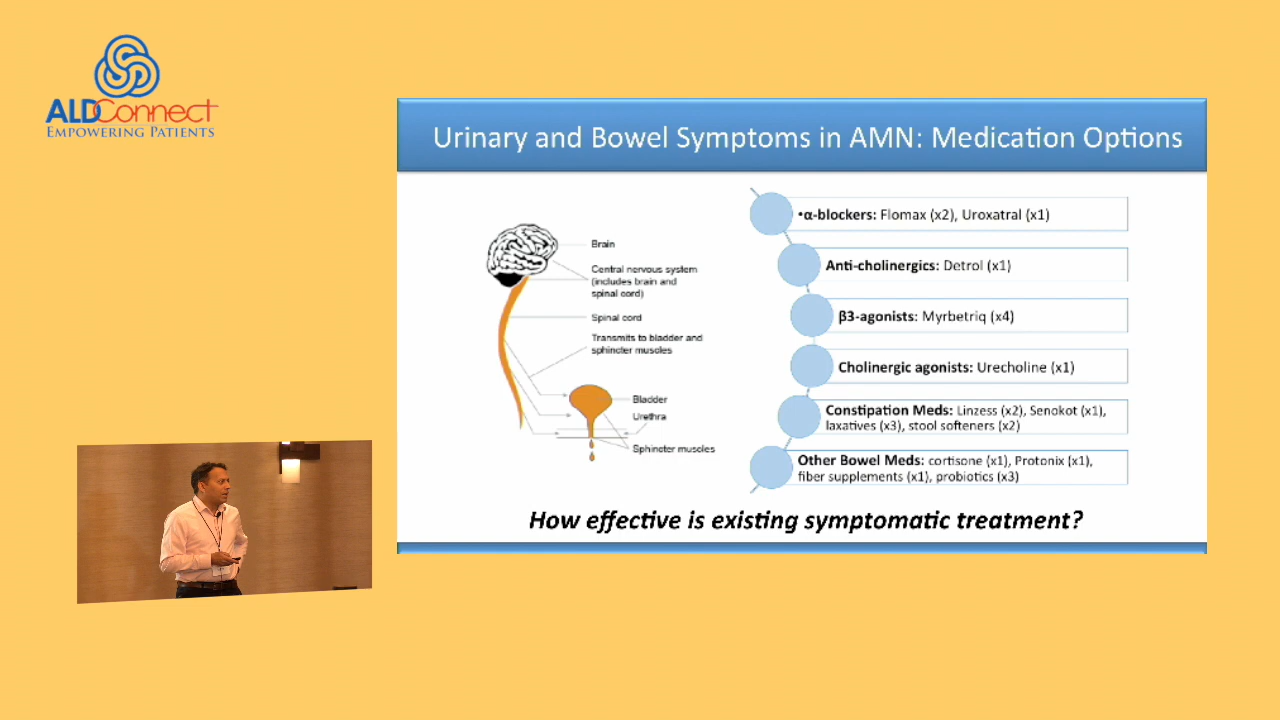 ALDConnect
EMPOWERING PATIENTS
Urinary and Bowel Symptoms in AMN: Medication Options
Brain
Central nervous system
(includes brain and
spinal cord)
Spinal cord
Transmits to bladder and
sphincter muscles
Bladder
Urethra
Sphincter muscles
•α-blockers: Flomax (x2), Uroxatral (x1)
Anti-cholinergics: Detrol (x1)
β3-agonists: Myrbetriq (x4)
Cholinergic agonists: Urecholine (x1)
Constipation Meds: Linzess (x2), Senokot (x1),
laxatives (x3), stool softeners (x2)
Other Bowel Meds: cortisone (x1), Protonix (x1),
fiber supplements (x1), probiotics (x3)
How effective is existing symptomatic treatment?